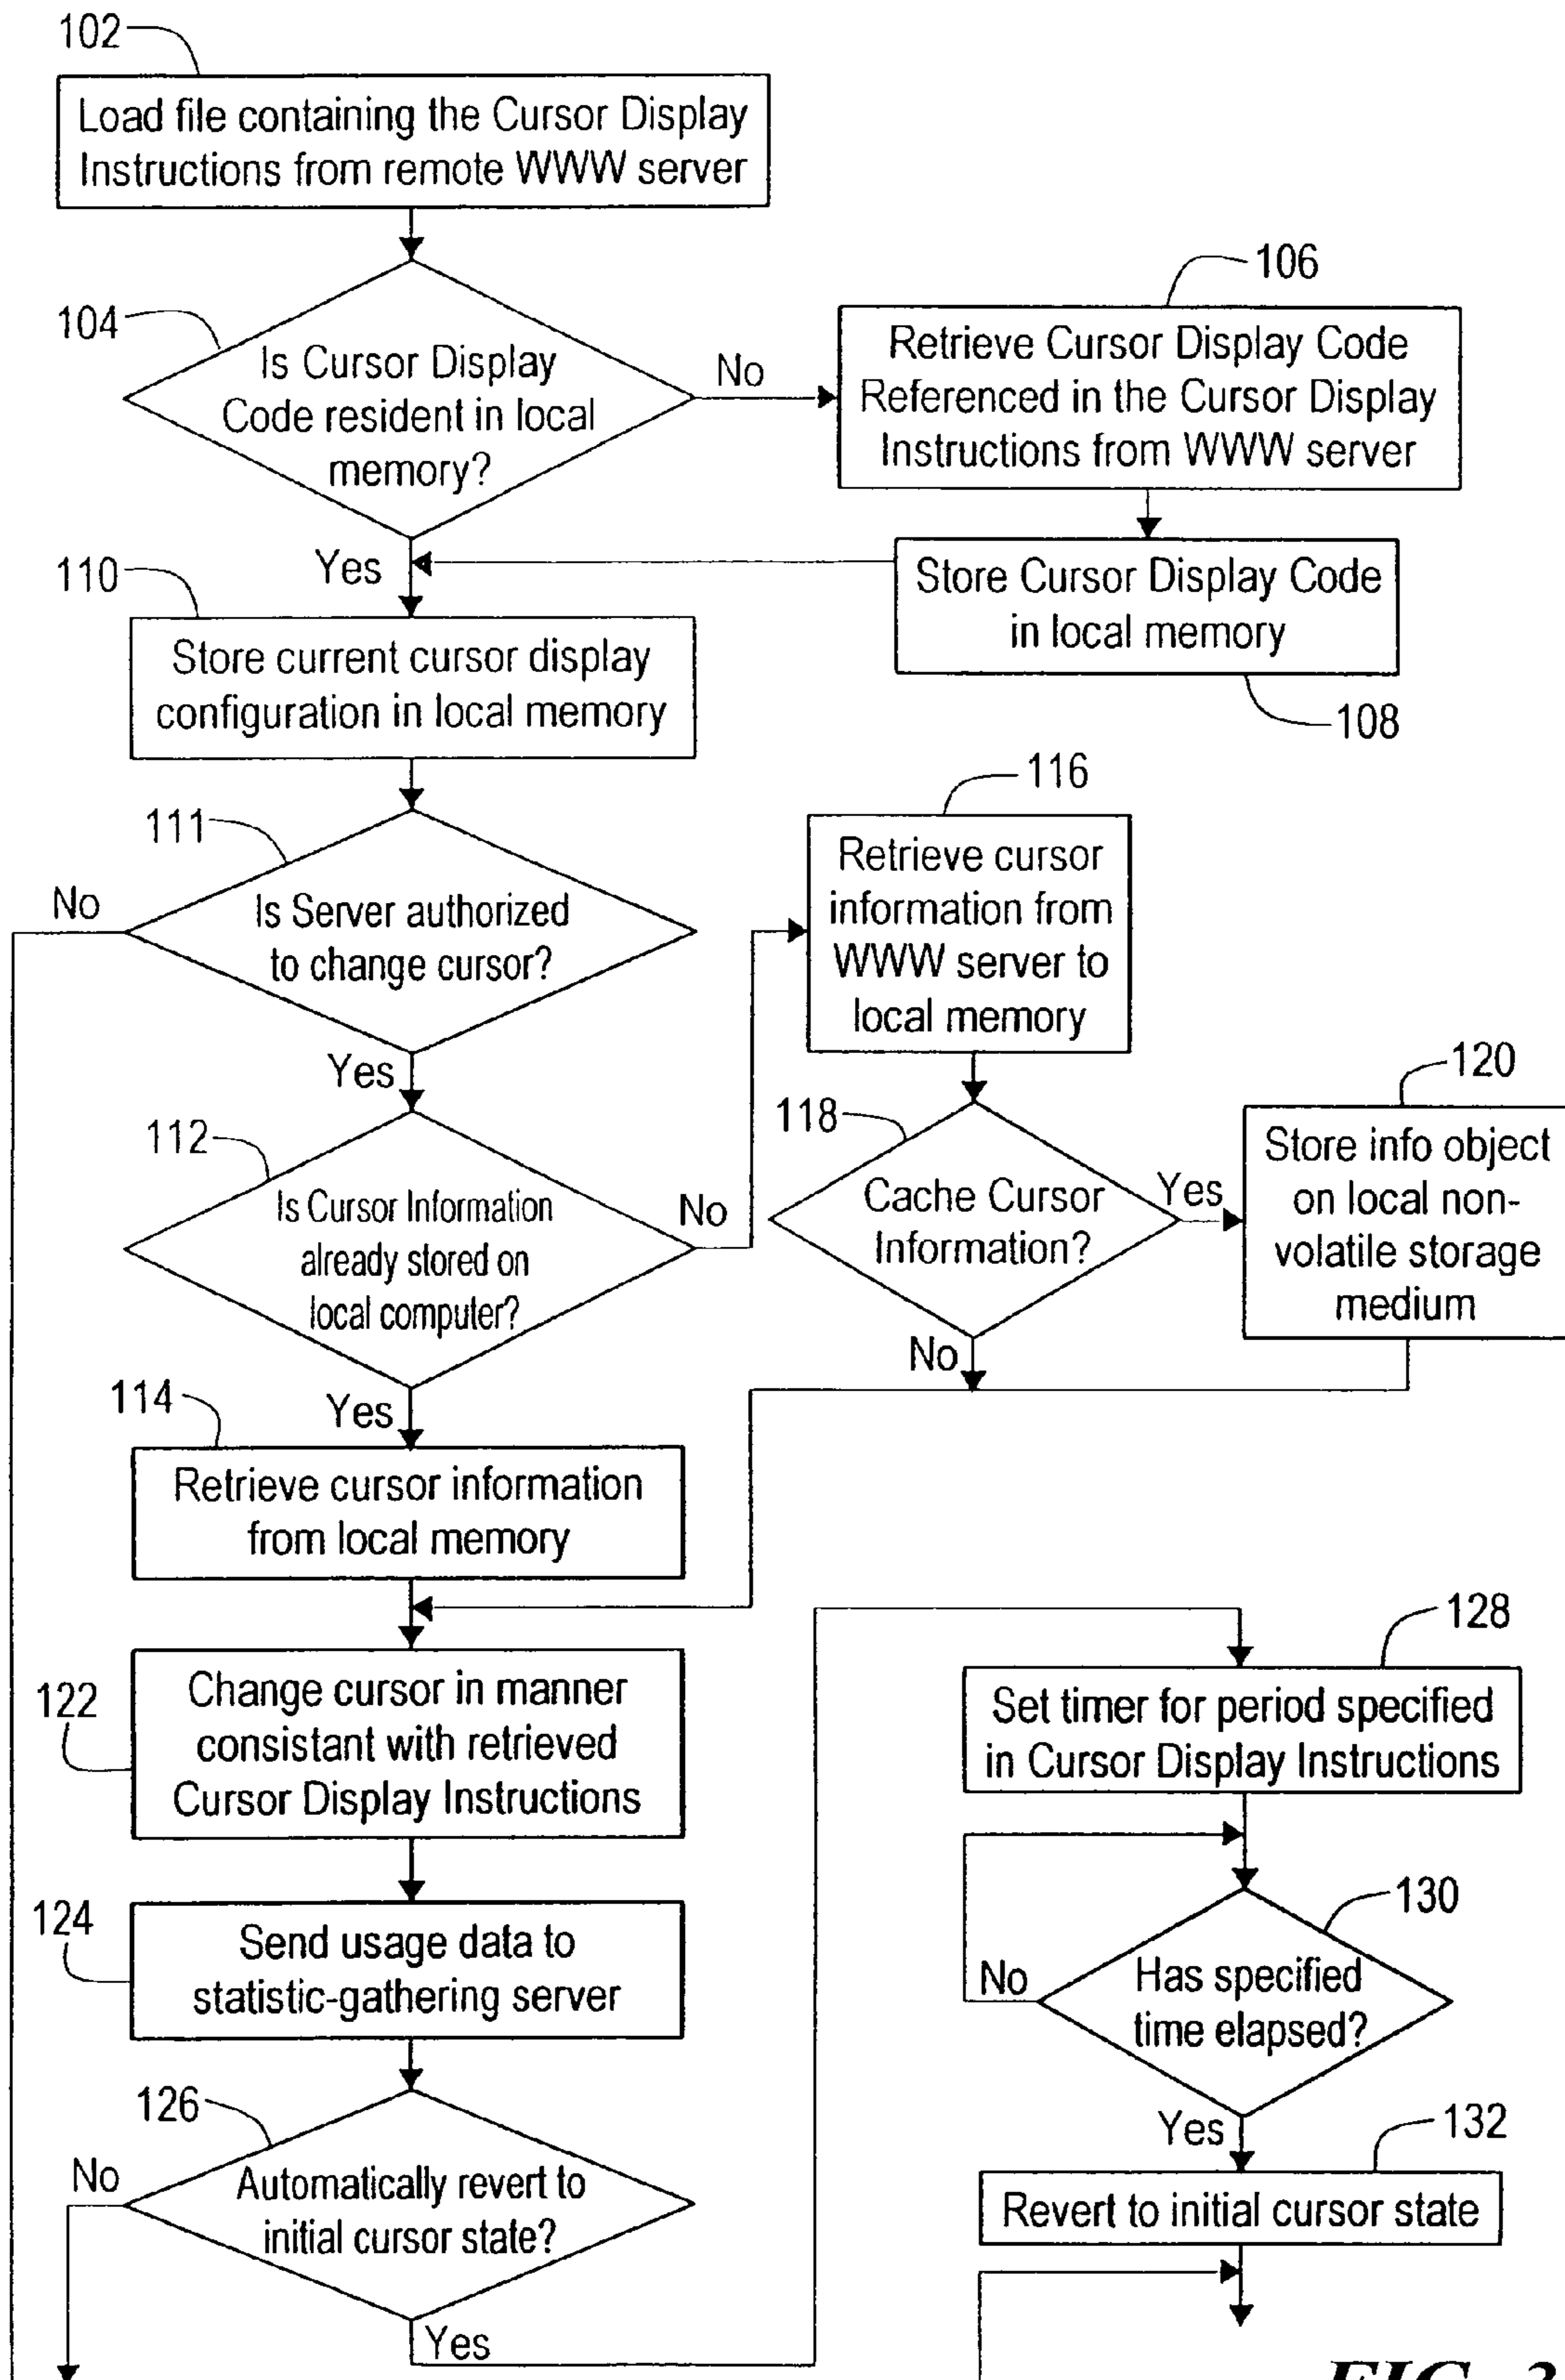 102
Load file containing the Cursor Display
Instructions from remote WWW server
104
Is Cursor Display
Code resident in local
memory?
No
106
Retrieve Cursor Display Code
Referenced in the Cursor Display
Instructions from WWW server
Yes
Store Cursor Display Code
in local memory
108
110
Store current cursor display
configuration in local memory
111
No
Is Server authorized
to change cursor?
Yes
116
Retrieve cursor
information from
WWW server to
local memory
112
Is Cursor Information
already stored on
local computer?
No
118
Cache Cursor
Information?
Yes
No
120
Store info object
on local non-
volatile storage
medium
Yes
114
Retrieve cursor information
from local memory
122
Change cursor in manner
consistant with retrieved
Cursor Display Instructions
124
Send usage data to
statistic-gathering server
126
No
Automatically revert to
initial cursor state?
Yes
128
Set timer for period specified
in Cursor Display Instructions
130
No
Has specified
time elapsed?
Yes
132
Revert to initial cursor state
FIG. 3